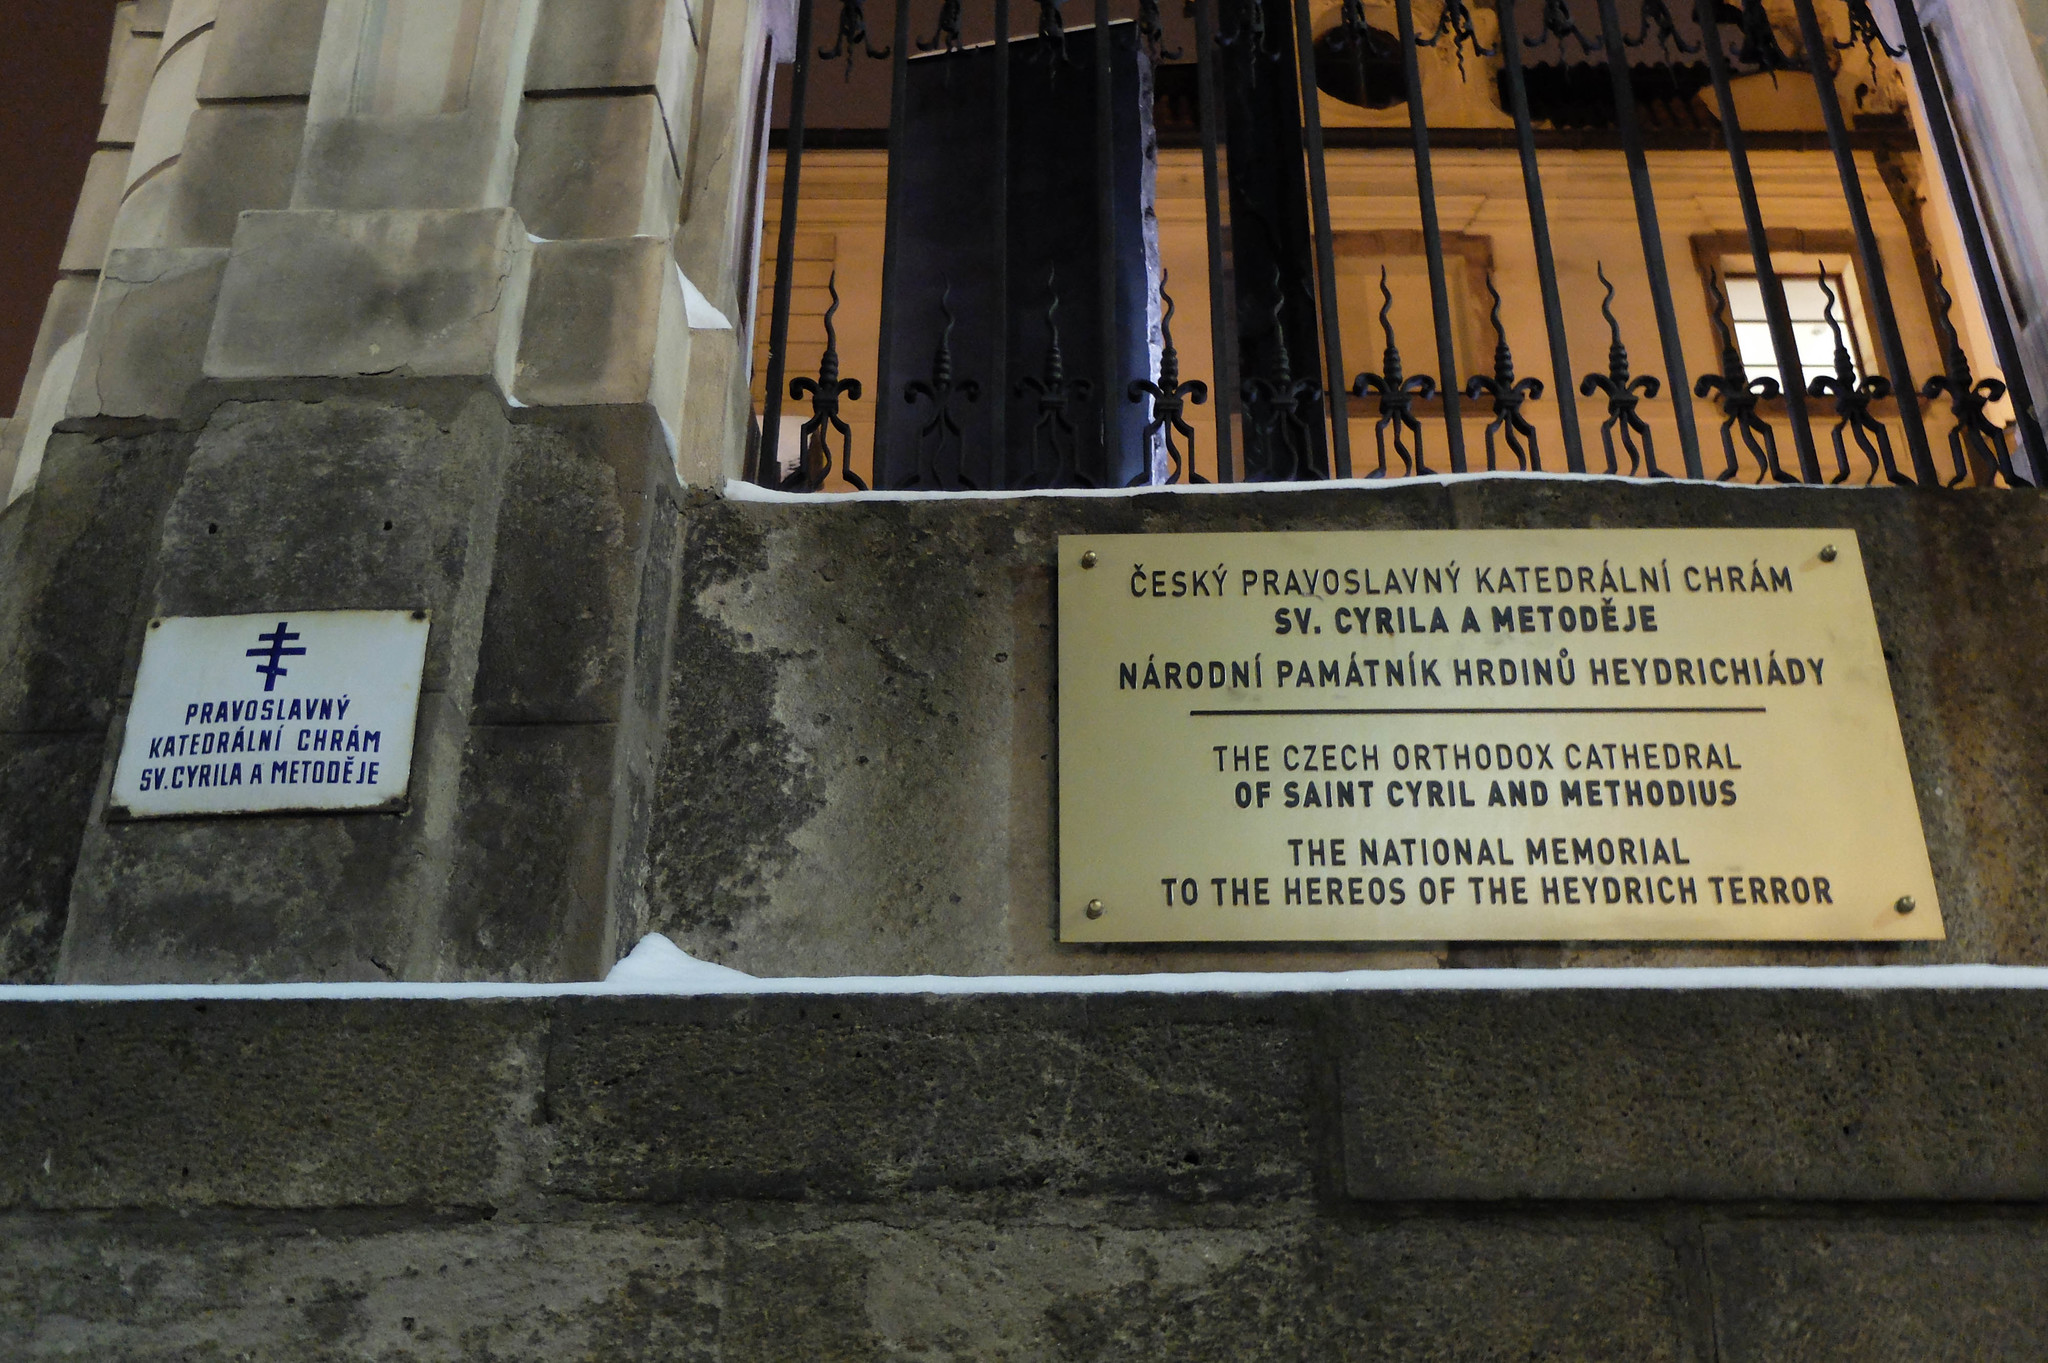 PRAVOSLAVNÝ
KATEDRÁLNÍ CHRÁM
SV. CYRILA A METODĚJE
ČESKÝ PRAVOSLAVNÝ KATEDRÁLNÍ CHRÁM
SV. CYRILA A METODĚJE
NÁRODNÍ PAMÁTNÍK HRDINŮ HEYDRICHIÁDY
THE CZECH ORTHODOX CATHEDRAL
OF SAINT CYRIL AND METHODIUS
THE NATIONAL MEMORIAL
TO THE HEREOS OF THE HEYDRICH TERROR